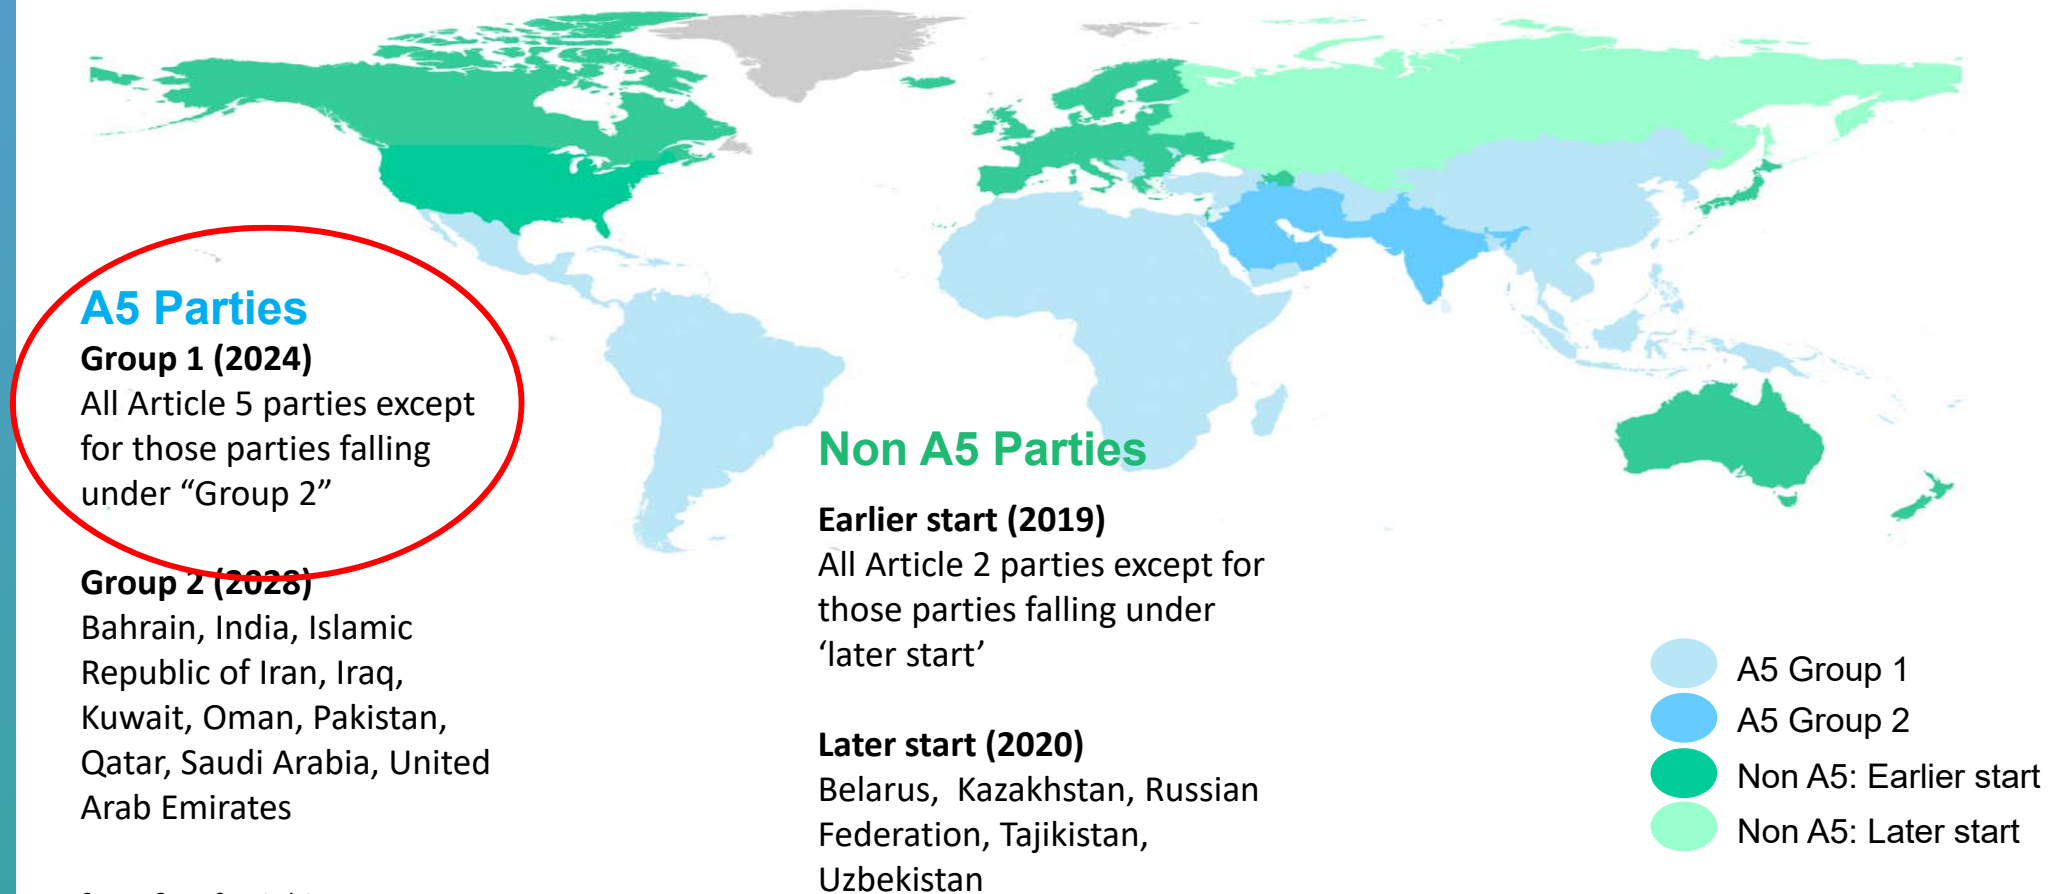 A5 Parties
Group 1 (2024)
All Article 5 parties except
for those parties falling
under “Group 2”
Group 2 (2028)
Bahrain, India, Islamic
Republic of Iran, Iraq,
Kuwait, Oman, Pakistan,
Qatar, Saudi Arabia, United
Arab Emirates
Non A5 Parties
Earlier start (2019)
All Article 2 parties except for
those parties falling under
‘later start’
Later start (2020)
Belarus, Kazakhstan, Russian
Federation, Tajikistan,
Uzbekistan
A5 Group 1
A5 Group 2
Non A5: Earlier start
Non A5: Later start